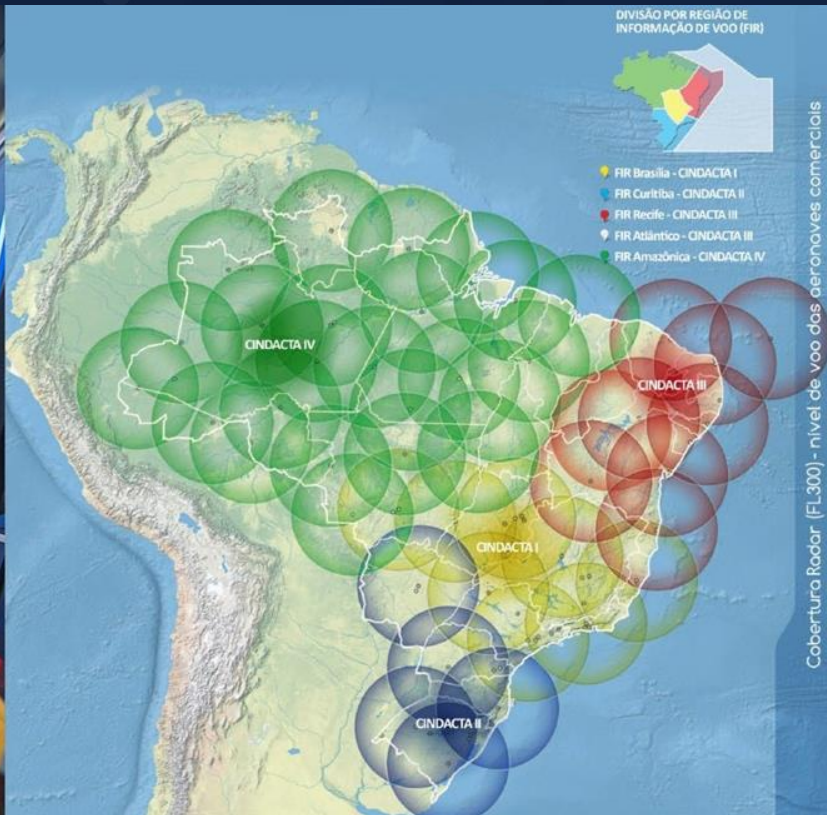 DIVISÃO POR REGIÃO DE
INFORMAÇÃO DE VOO (FIR)
FIR Brasília - CINDACTA I
FIR Curitiba - CINDACTA II
FIR Recife - CINDACTA III
FIR Atlântico - CINDACTA III
FIR Amazônica - CINDACTA IV
CINDACTA IV
CINDACTA III
CINDACTA I
CINDACTA II
Cobertura Radar (FL300) - nível de voo das aeronaves comerciais